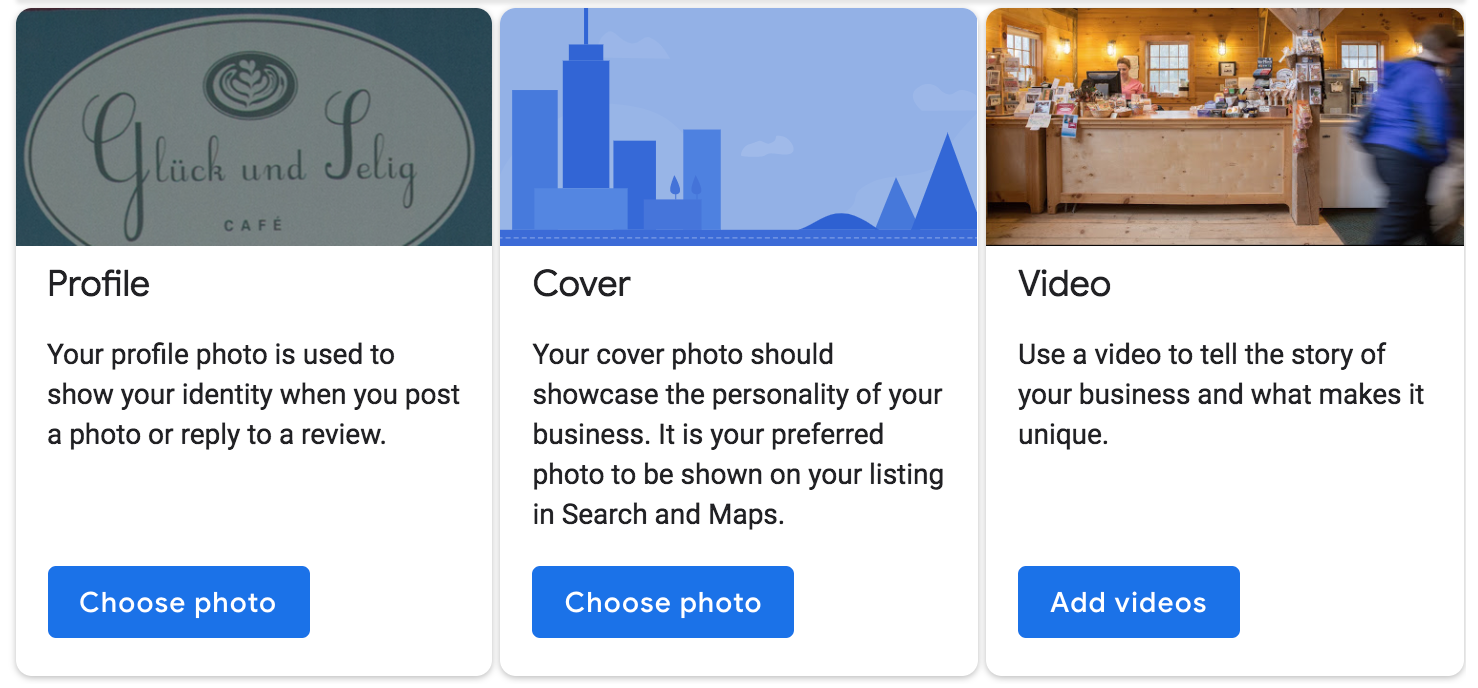 Glück und Selig
CAFÉ
Profile
Your profile photo is used to
show your identity when you post
a photo or reply to a review.
Choose photo
Cover
Your cover photo should
showcase the personality of your
business. It is your preferred
photo to be shown on your listing
in Search and Maps.
Choose photo
Video
Use a video to tell the story of
your business and what makes it
unique.
Add videos